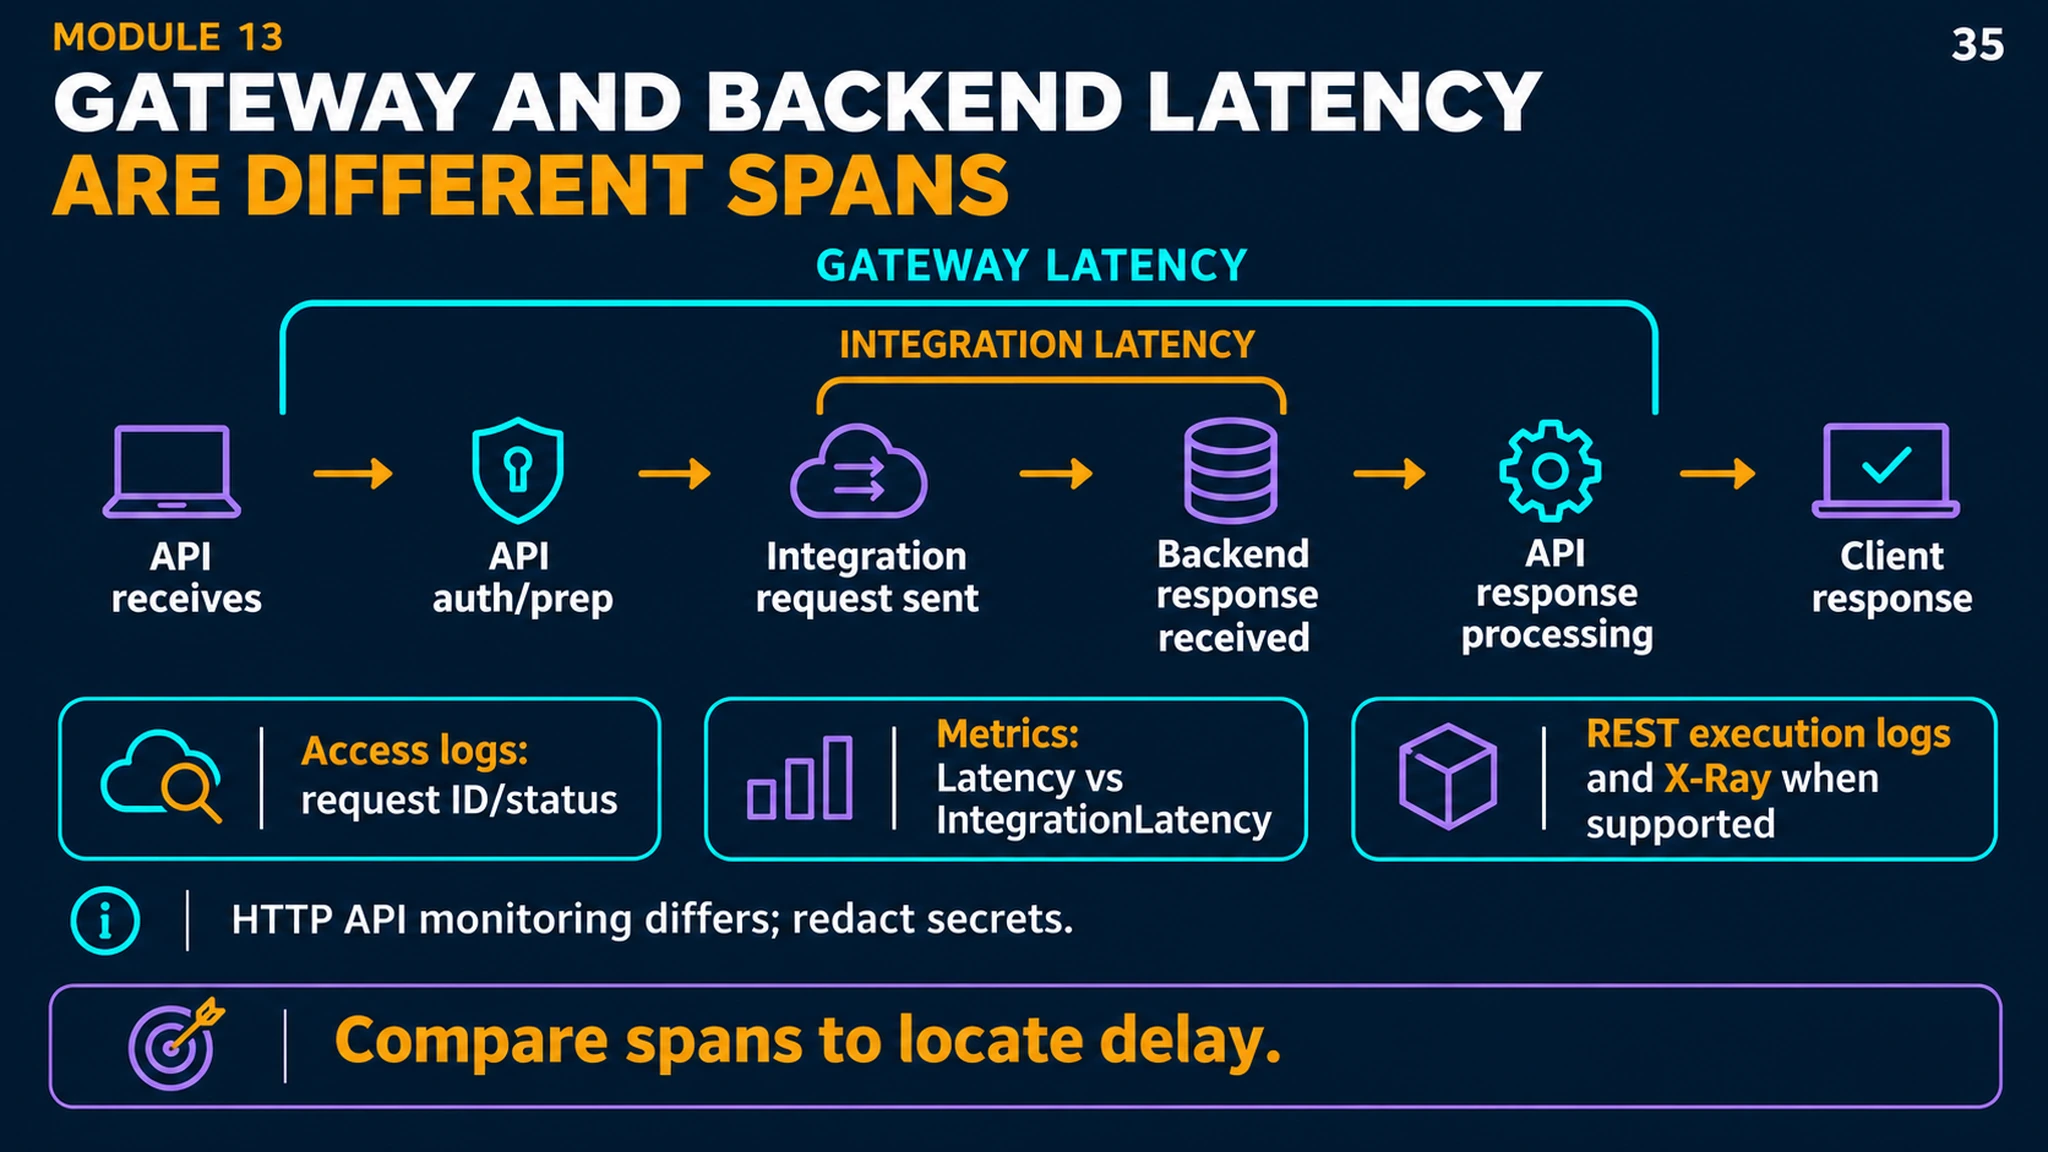 MODULE 13
35
GATEWAY AND BACKEND LATENCY
ARE DIFFERENT SPANS
GATEWAY LATENCY
INTEGRATION LATENCY
API
receives
API
auth/prep
Integration
request sent
Backend
response
received
API
response
processing
Client
response
Access logs:
request ID/status
Metrics:
Latency vs
IntegrationLatency
REST execution logs
and X-Ray when
supported
HTTP API monitoring differs; redact secrets.
Compare spans to locate delay.